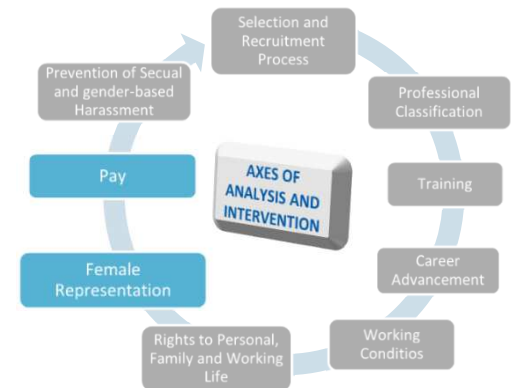 Selection and
Recruitment
Process
Professional
Classification
Training
Career
Advancement
Working
Conditios
Rights to Personal,
Family and Working
Life
Female
Representation
Pay
Prevention of Secual
and gender-based
Harassment
AXES OF
ANALYSIS AND
INTERVENTION